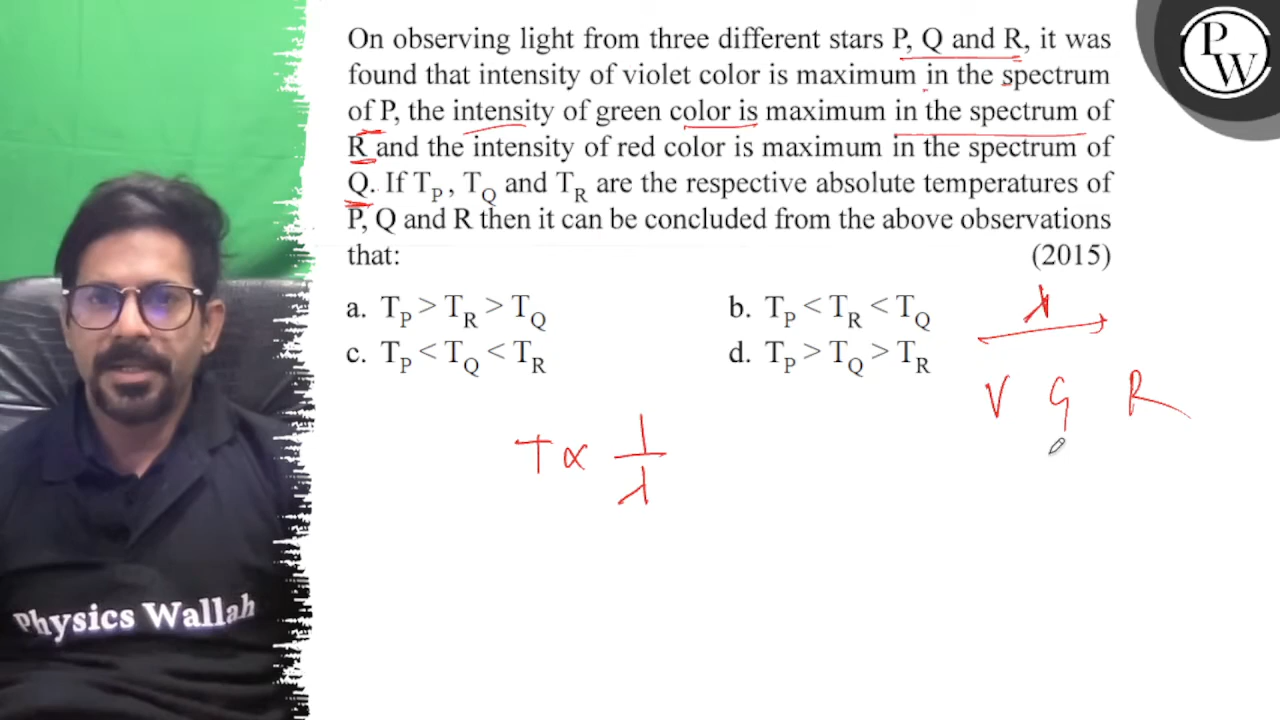 On observing light from three different stars P, Q and R, it was
found that intensity of violet color is maximum in the spectrum
of P, the intensity of green color is maximum in the spectrum of
R and the intensity of red color is maximum in the spectrum of
Q. If T_P, T_Q and T_R are the respective absolute temperatures of
P, Q and R then it can be concluded from the above observations
that: (2015)
a. T_P > T_R > T_Q b. T_P < T_R < T_Q
c. T_P < T_Q < T_R d. T_P > T_Q > T_R
λ
V G R
T ∝ 1/λ
PW
Physics Wallah